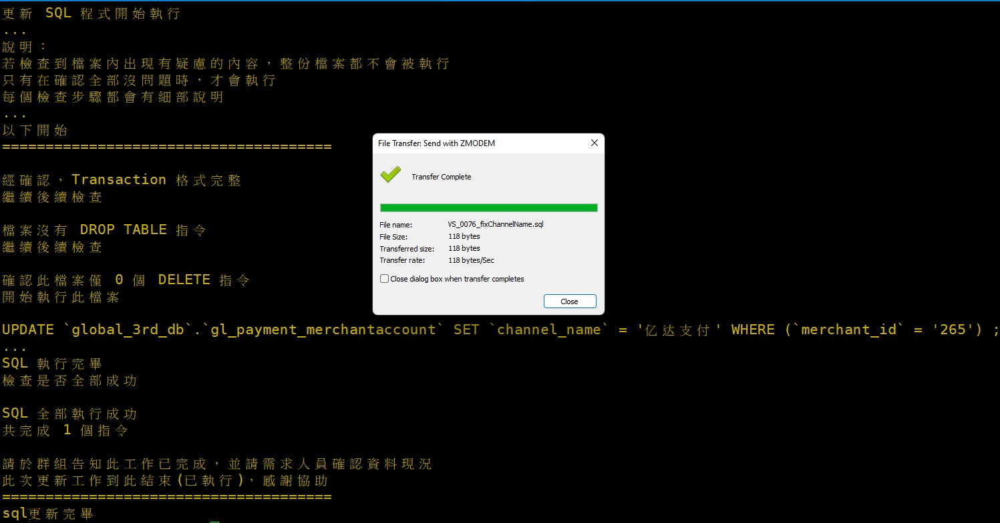 更新 SQL 程式開始執行
...
說明：
若檢查到檔案內出現有疑慮的內容，整份檔案都不會被執行
只有在確認全部沒問題時，才會執行
每個檢查步驟都會有細部說明
...
以下開始
======================================
經確認，Transaction 格式完整
繼續後續檢查
檔案沒有 DROP TABLE 指令
繼續後續檢查
確認此檔案僅 0 個 DELETE 指令
開始執行此檔案
UPDATE `global_3rd_db`.`gl_payment_merchantaccount` SET `channel_name` = '亿达支付' WHERE (`merchant_id` = '265') ;
...
SQL 執行完畢
檢查是否全部成功
SQL 全部執行成功
共完成 1 個指令
請於群組告知此工作已完成，並請需求人員確認資料現況
此次更新工作到此結束(已執行)，感謝協助
======================================
sql更新完畢
File Transfer: Send with ZMODEM
Transfer Complete
File name: VS_0076_fixChannelName.sql
File Size: 118 bytes
Transferred size: 118 bytes
Transfer rate: 118 bytes/Sec
Close dialog box when transfer completes
Close